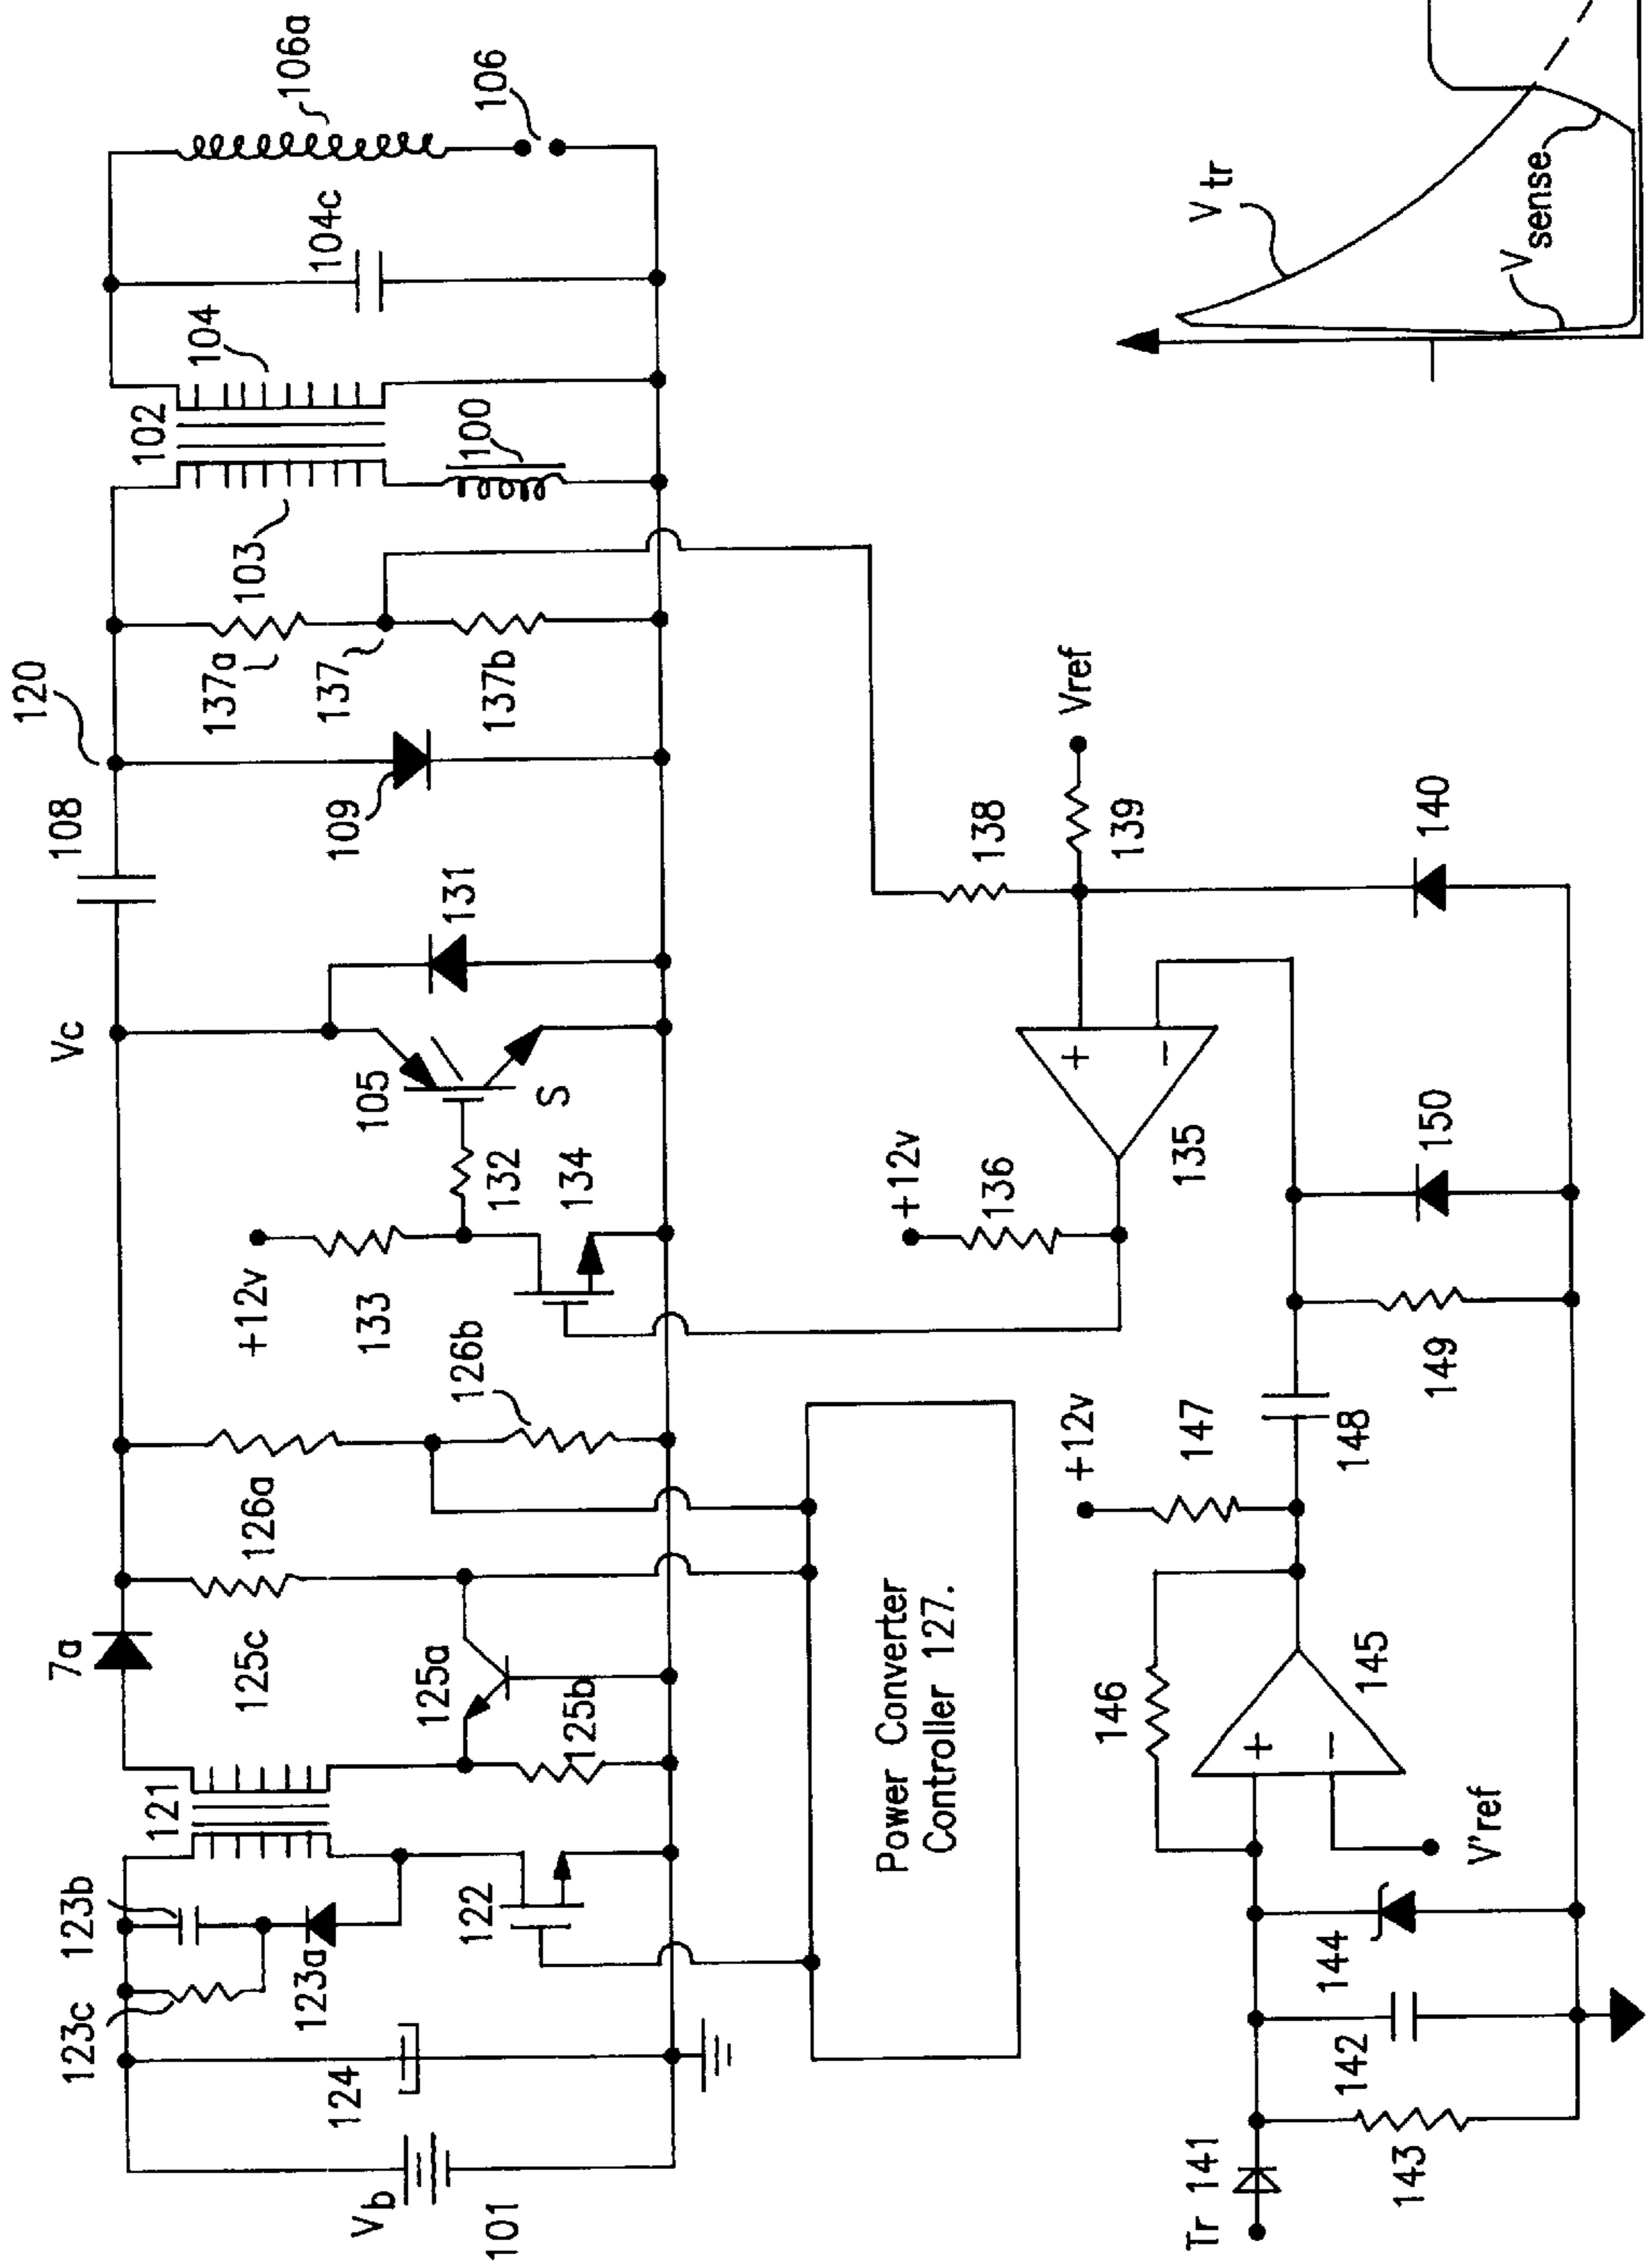 120
Vc
108
106a
7a
121
123b
123c
124
Vb
101
123a
122
125c
125a
125b
126a
126b
+12v
133
132
134
105
S
131
109
137a
137
137b
103
102
104
100
104c
106
Power Converter
Controller 127.
+12v
136
135
+
−
138
139
Vref
140
150
149
148
147
+12v
146
145
+
−
V'ref
144
142
143
Tr 141
Vtr
Vsense